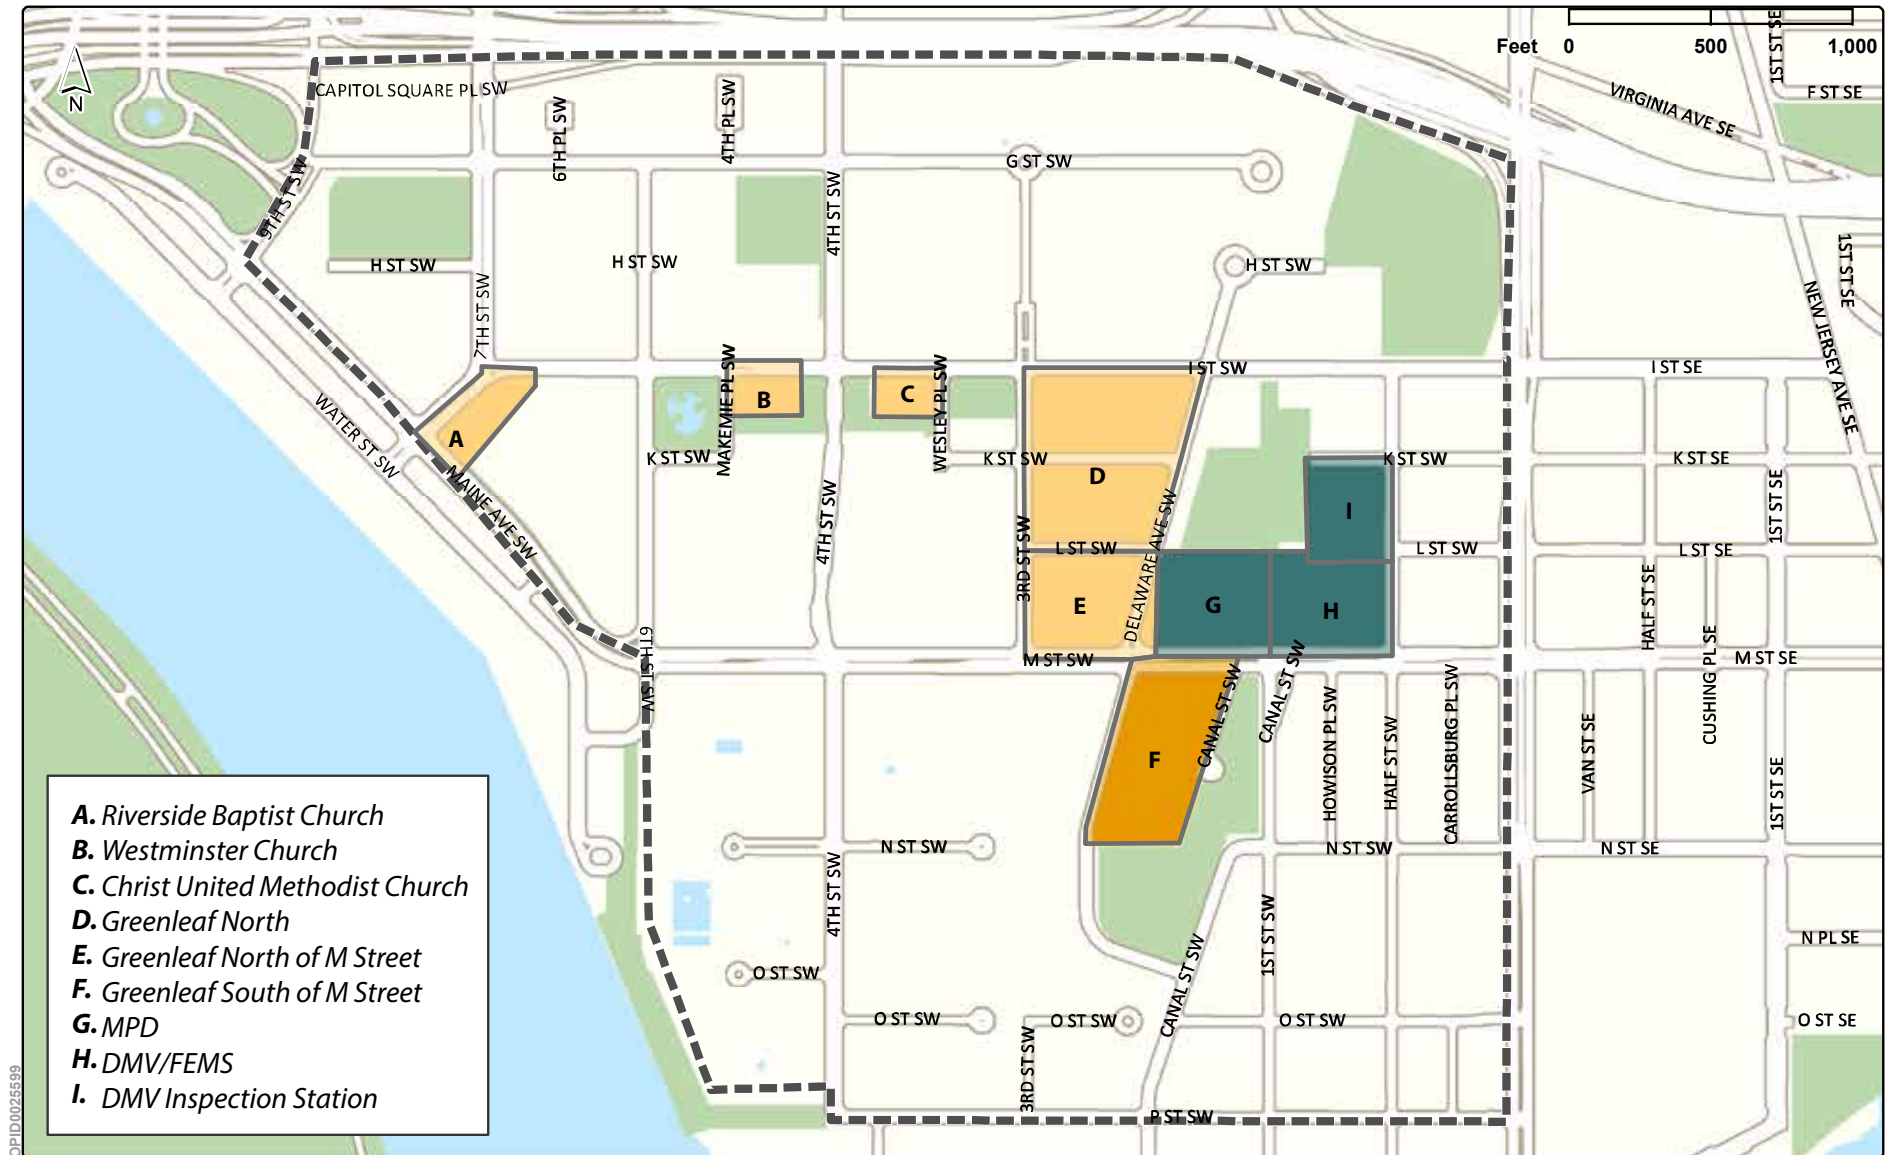 Feet 0 500 1,000
N
CAPITOL SQUARE PL SW
6TH PL SW
4TH PL SW
9TH ST SW
G ST SW
4TH ST SW
H ST SW
H ST SW
H ST SW
7TH ST SW
VIRGINIA AVE SE
1ST ST SE
F ST SE
1ST ST SE
NEW JERSEY AVE SE
I ST SW
I ST SE
MAKEMIE PL SW
WESLEY PL SW
A
B
C
D
E
F
G
H
I
WATER ST SW
MAINE AVE SW
K ST SW
K ST SW
K ST SW
K ST SE
4TH ST SW
3RD ST SW
L ST SW
DELAWARE AVE SW
L ST SW
L ST SE
1ST ST SE
HALF ST SE
CUSHING PL SE
6TH ST SW
M ST SW
M ST SE
CANAL ST SW
CANAL ST SW
HOWISON PL SW
HALF ST SW
CARROLLSBURG PL SW
VAN ST SE
1ST ST SE
N ST SW
N ST SW
N ST SE
4TH ST SW
1ST ST SW
N PL SE
O ST SW
CANAL ST SW
O ST SW
O ST SW
O ST SW
O ST SE
3RD ST SW
P ST SW
A. Riverside Baptist Church
B. Westminster Church
C. Christ United Methodist Church
D. Greenleaf North
E. Greenleaf North of M Street
F. Greenleaf South of M Street
G. MPD
H. DMV/FEMS
I. DMV Inspection Station
OPID0025599